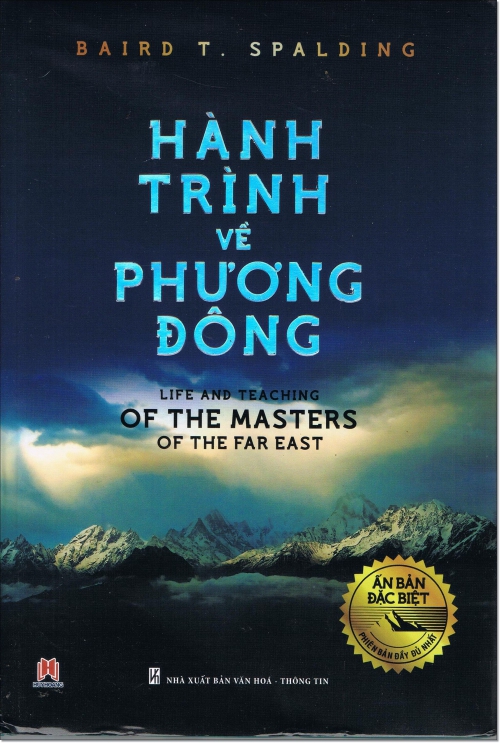 BAIRD T. SPALDING
HÀNH
TRÌNH
VỀ
PHƯƠNG
ĐÔNG
LIFE AND TEACHING
OF THE MASTERS
OF THE FAR EAST
ẤN BẢN
ĐẶC BIỆT
PHIÊN BẢN ĐẦY ĐỦ NHẤT
HUYHOANG
NHÀ XUẤT BẢN VĂN HOÁ - THÔNG TIN